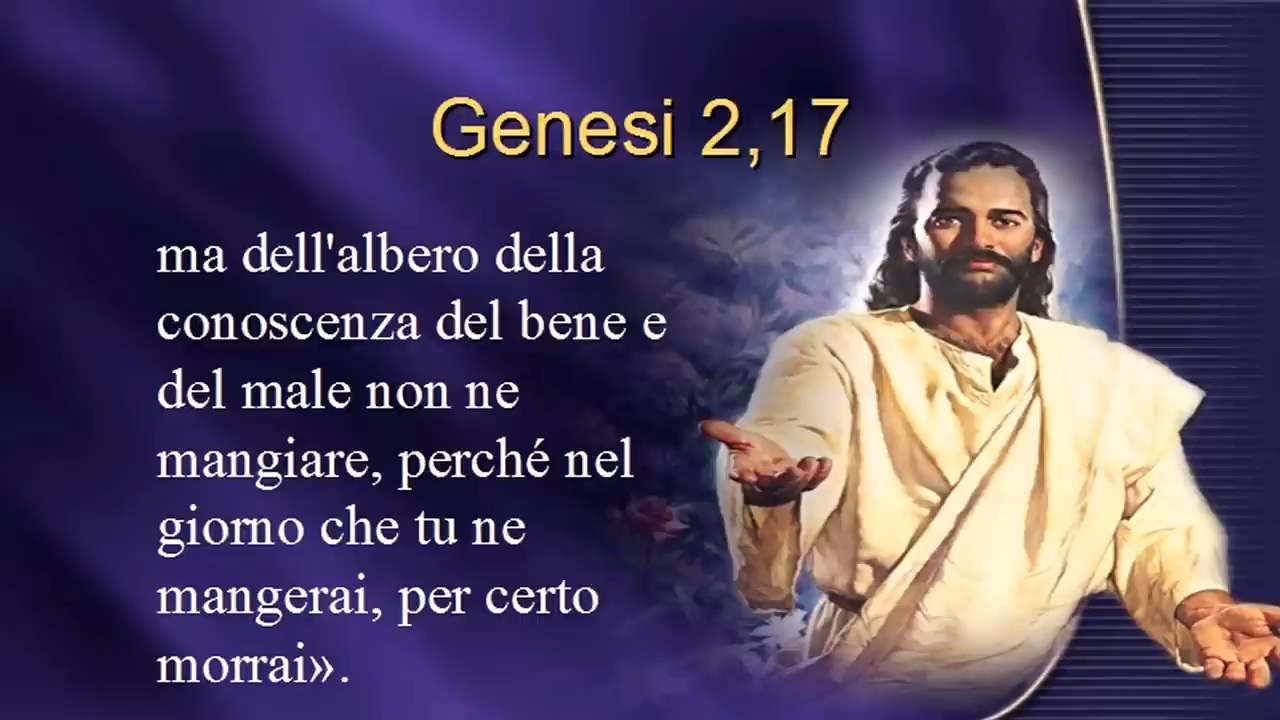 Genesi 2,17
ma dell'albero della
conoscenza del bene e
del male non ne
mangiare, perché nel
giorno che tu ne
mangerai, per certo
morrai».